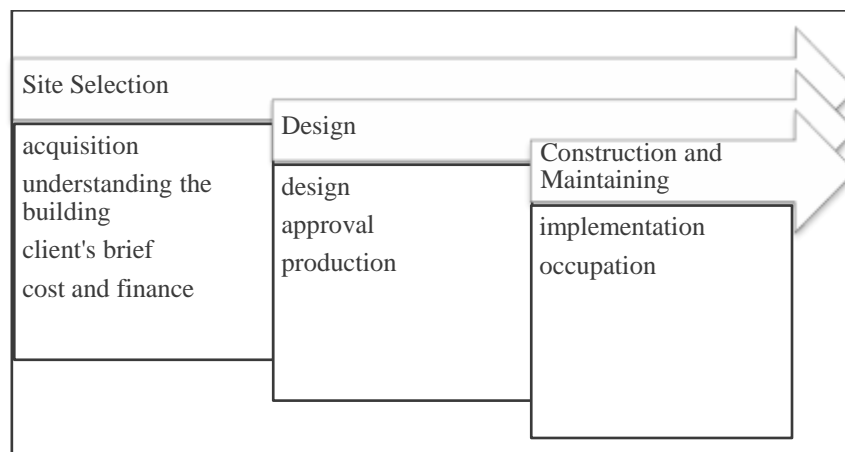 Site Selection
acquisition
understanding the
building
client's brief
cost and finance
Design
design
approval
production
Construction and
Maintaining
implementation
occupation